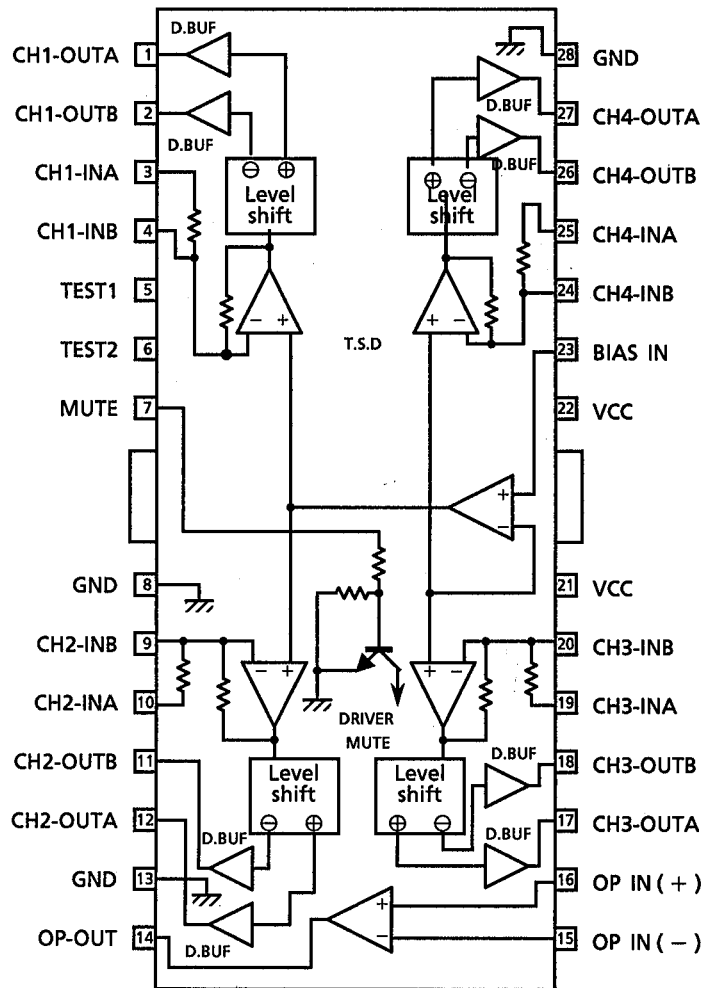 D.BUF
CH1-OUTA 1
28 GND
CH1-OUTB 2
D.BUF
27 CH4-OUTA
D.BUF
D.BUF
CH1-INA 3
26 CH4-OUTB
⊖ ⊕
Level
shift
⊕ ⊖
Level
shift
CH1-INB 4
25 CH4-INA
TEST1 5
24 CH4-INB
− +
+ −
TEST2 6
T.S.D
23 BIAS IN
MUTE 7
22 VCC
+
−
GND 8
21 VCC
CH2-INB 9
20 CH3-INB
− +
+ −
CH2-INA 10
19 CH3-INA
DRIVER
MUTE
CH2-OUTB 11
18 CH3-OUTB
D.BUF
Level
shift
⊖ ⊕
Level
shift
⊕ ⊖
CH2-OUTA 12
17 CH3-OUTA
D.BUF
D.BUF
GND 13
16 OP IN ( + )
+
−
OP-OUT 14
D.BUF
15 OP IN ( − )